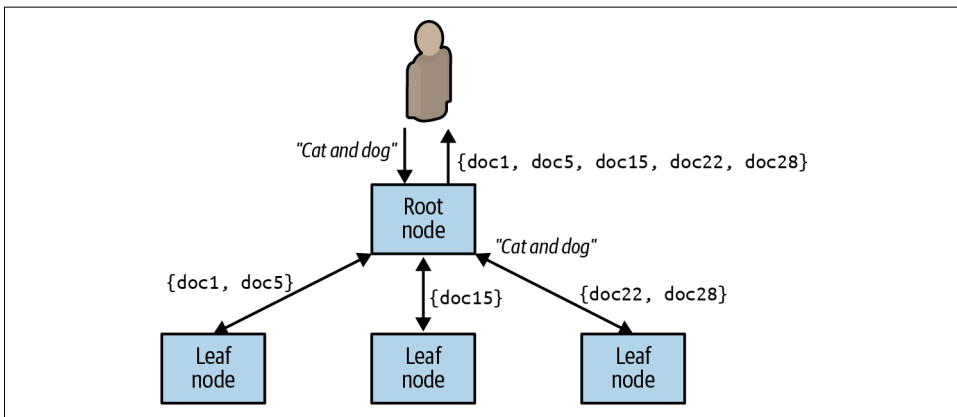 "Cat and dog"
{doc1, doc5, doc15, doc22, doc28}
Root
node
"Cat and dog"
{doc1, doc5}
{doc15}
{doc22, doc28}
Leaf
node
Leaf
node
Leaf
node